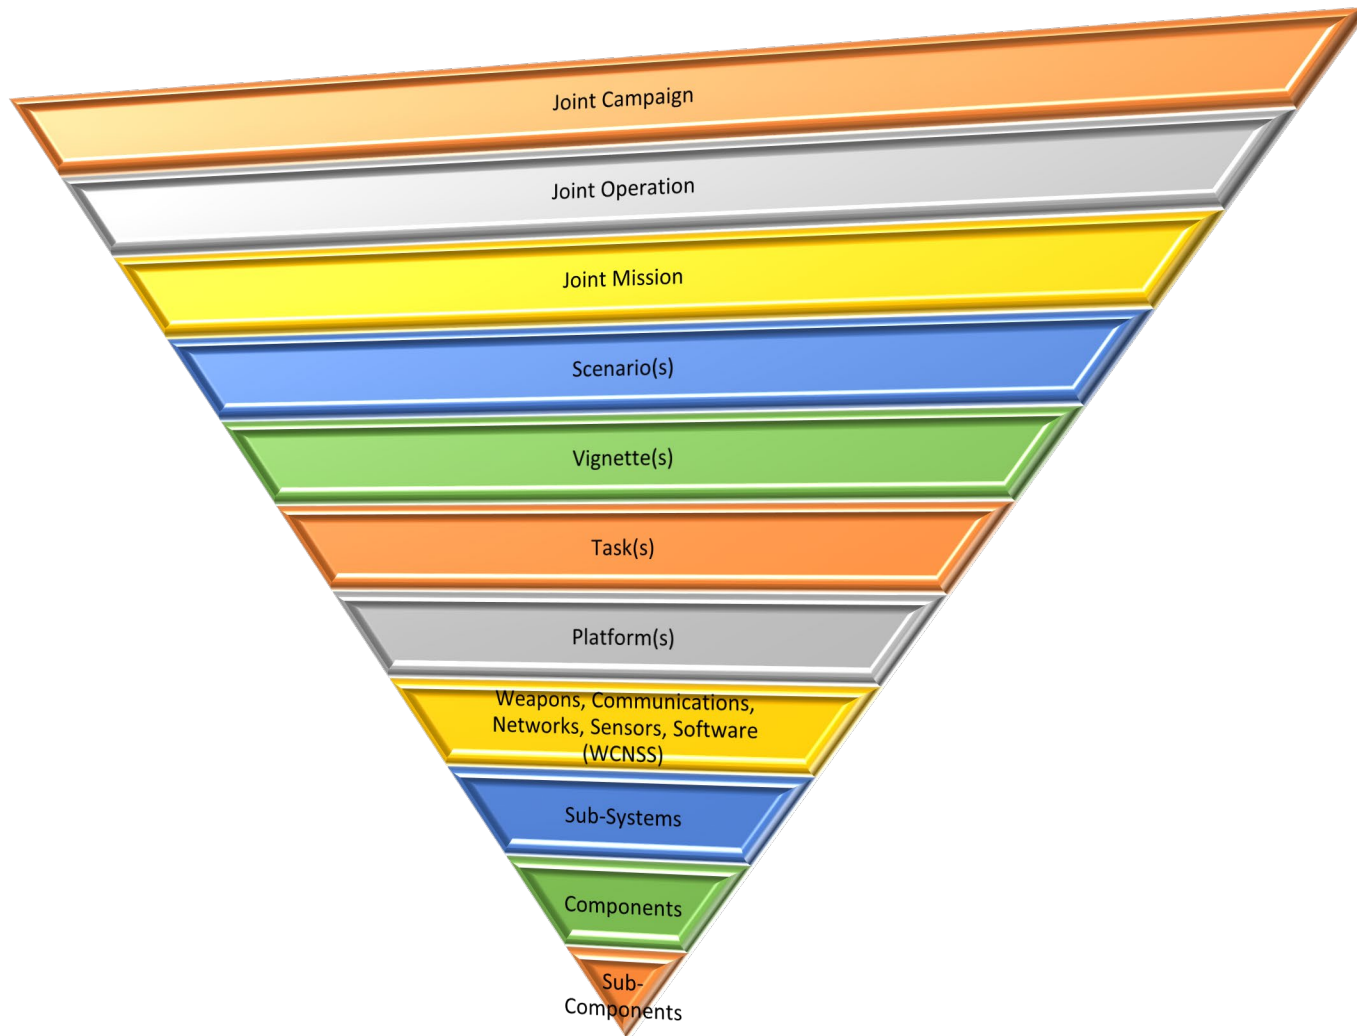 Joint Campaign
Joint Operation
Joint Mission
Scenario(s)
Vignette(s)
Task(s)
Platform(s)
Weapons, Communications,
Networks, Sensors, Software
(WCNSS)
Sub-Systems
Components
Sub-
Components